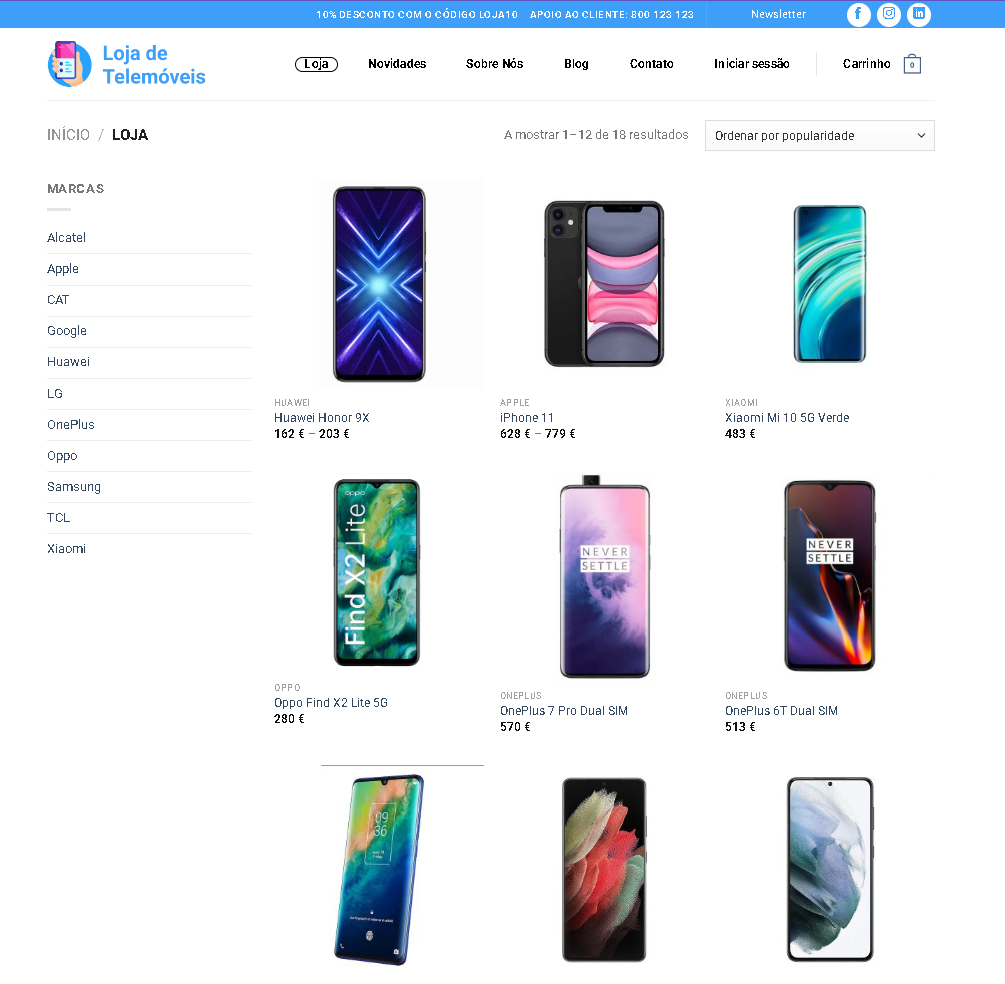 10% DESCONTO COM O CÓDIGO LOJA10 APOIO AO CLIENTE: 800 123 123 Newsletter
Loja de
Telemóveis
Loja Novidades Sobre Nós Blog Contato Iniciar sessão Carrinho 0
INÍCIO / LOJA
A mostrar 1–12 de 18 resultados
Ordenar por popularidade
MARCAS
Alcatel
Apple
CAT
Google
Huawei
LG
OnePlus
Oppo
Samsung
TCL
Xiaomi
HUAWEI
Huawei Honor 9X
162 € – 203 €
APPLE
iPhone 11
628 € – 779 €
XIAOMI
Xiaomi Mi 10 5G Verde
483 €
oppo
Find X2 Lite
OPPO
Oppo Find X2 Lite 5G
280 €
NEVER
SETTLE
ONEPLUS
OnePlus 7 Pro Dual SIM
570 €
NEVER
SETTLE
ONEPLUS
OnePlus 6T Dual SIM
513 €
09
36